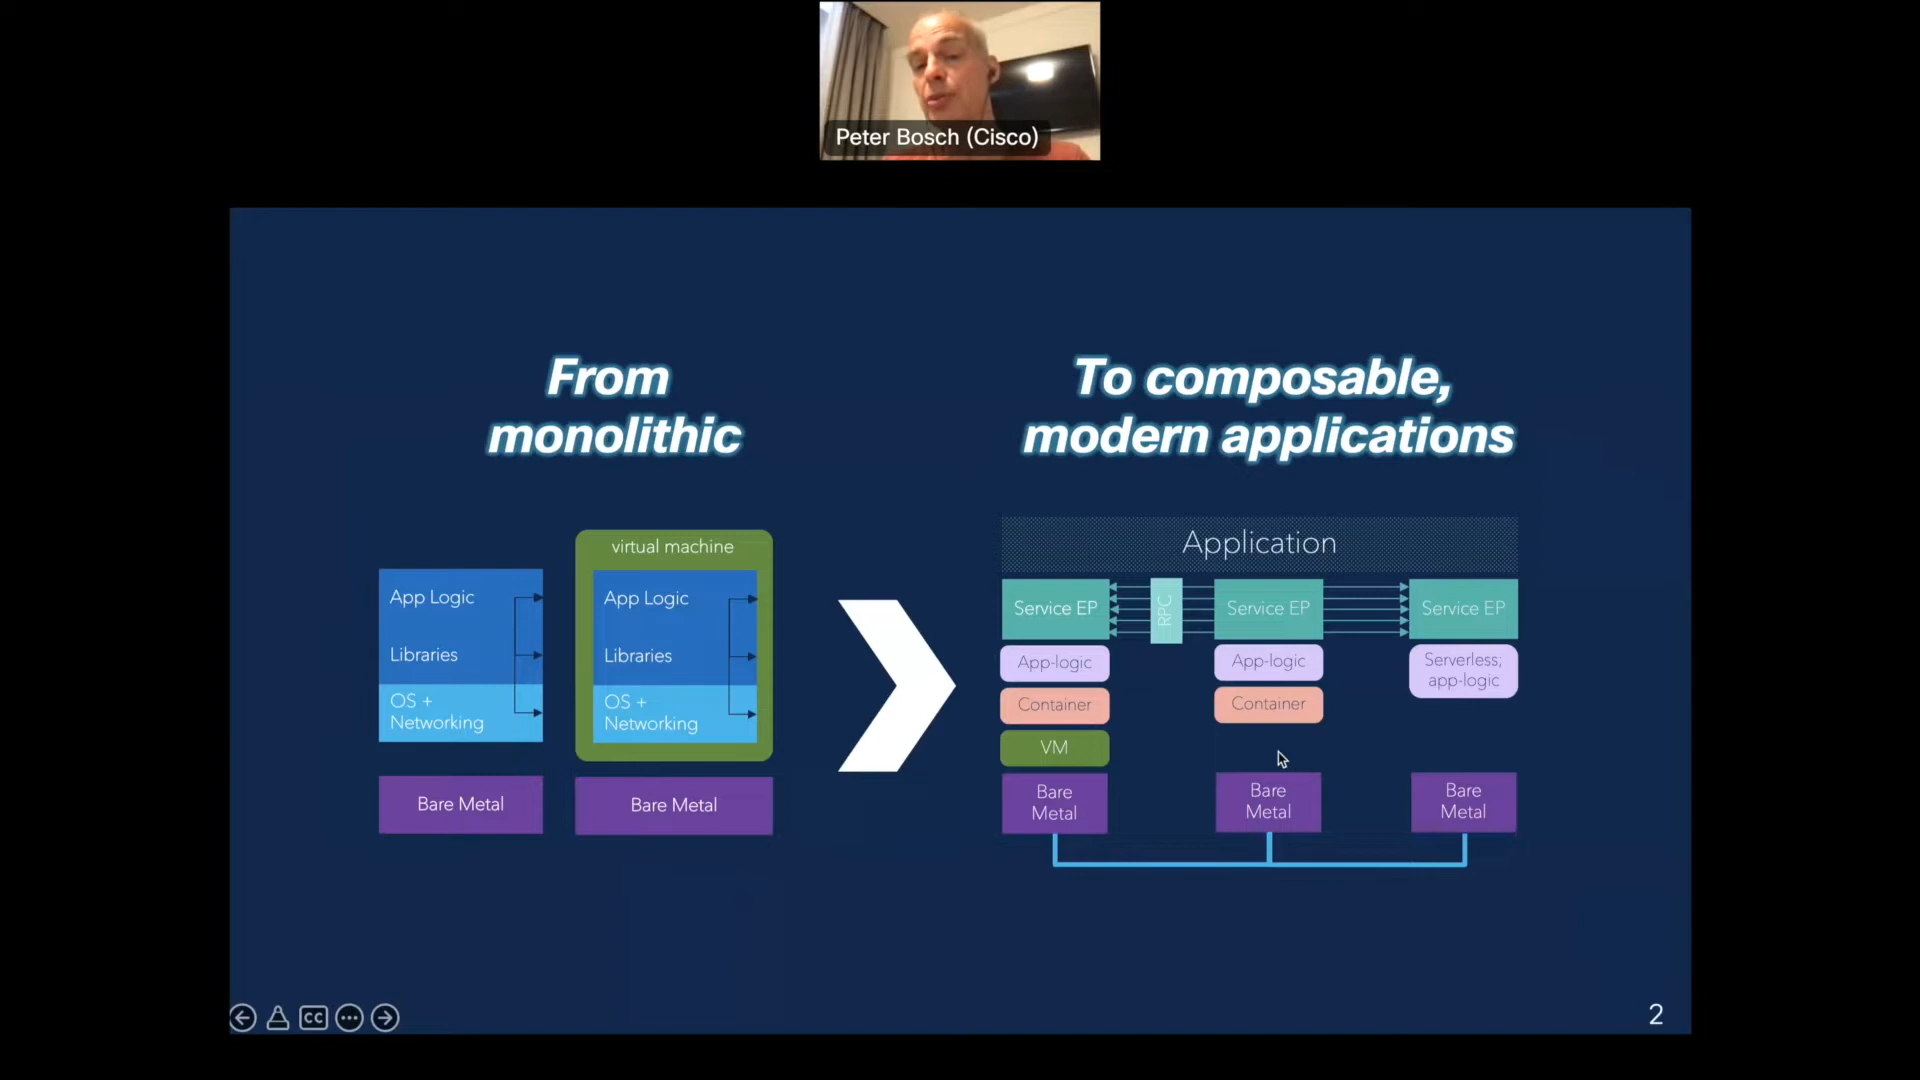 Peter Bosch (Cisco)
From
monolithic
To composable,
modern applications
virtual machine
App Logic
Libraries
OS +
Networking
Bare Metal
App Logic
Libraries
OS +
Networking
Bare Metal
Application
Service EP
RPC
Service EP
Service EP
App-logic
Container
VM
Bare
Metal
App-logic
Container
Bare
Metal
Serverless;
app-logic
Bare
Metal
CC
2